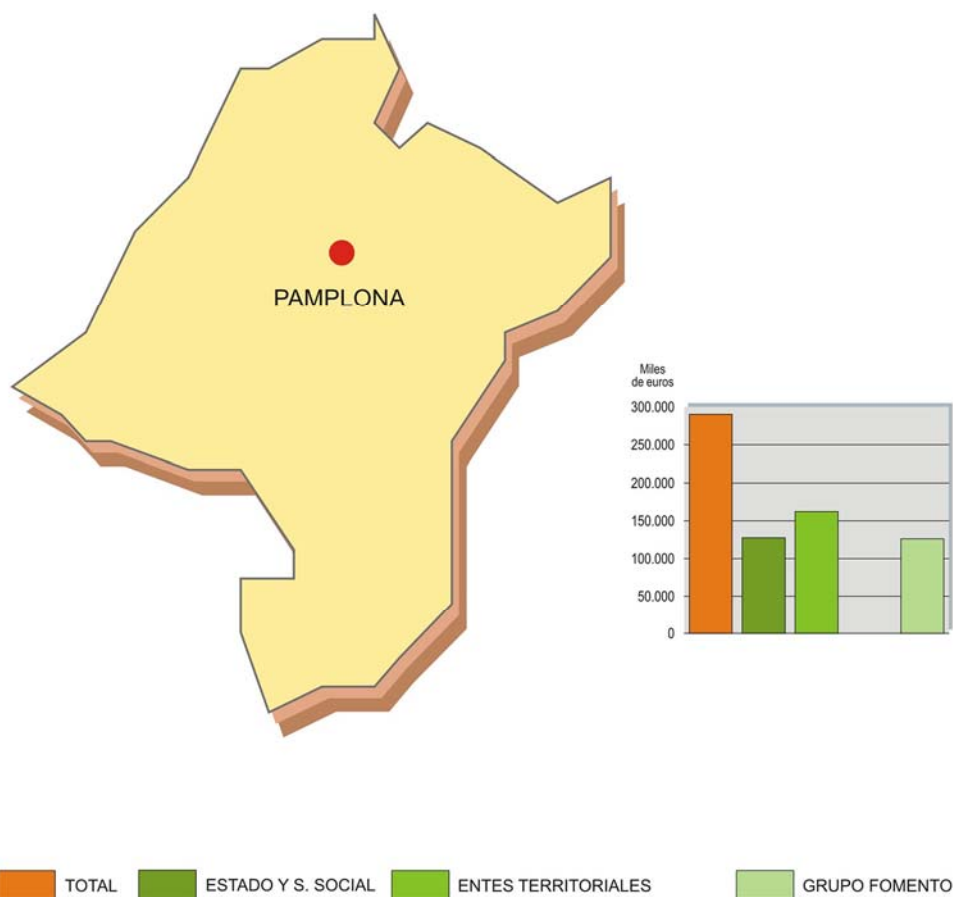 PAMPLONA
Miles
de euros
300.000
250.000
200.000
150.000
100.000
50.000
0
TOTAL
ESTADO Y S. SOCIAL
ENTES TERRITORIALES
GRUPO FOMENTO